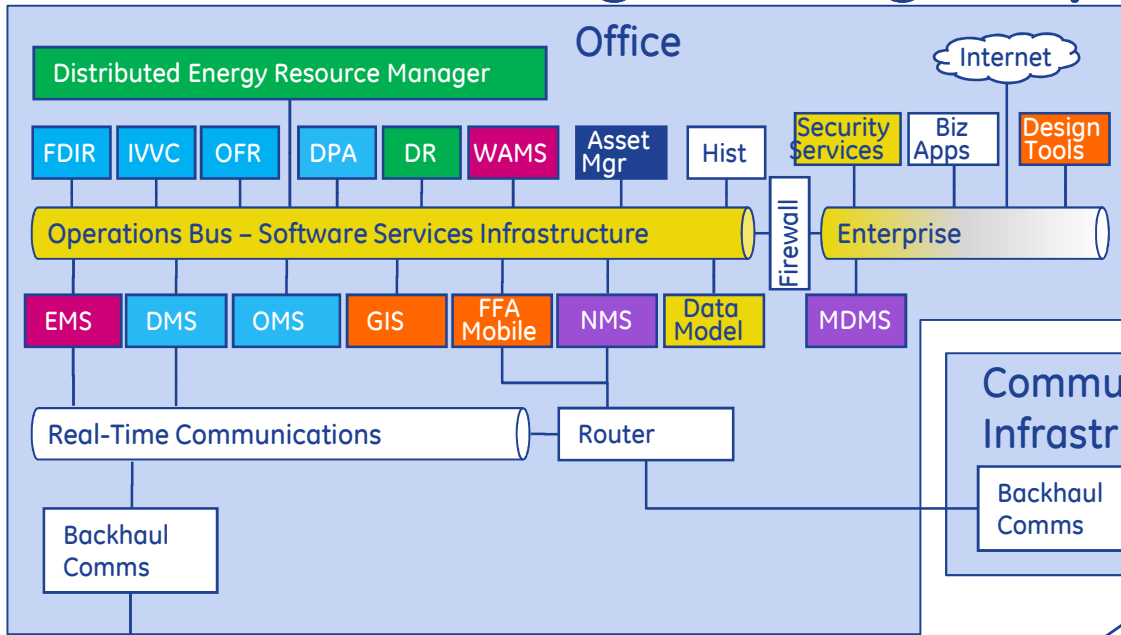 Office
Internet
Distributed Energy Resource Manager
FDIR
IVVC
OFR
DPA
DR
WAMS
Asset
Mgr
Hist
Security
Services
Biz
Apps
Design
Tools
Operations Bus – Software Services Infrastructure
Firewall
Enterprise
EMS
DMS
OMS
GIS
FFA
Mobile
NMS
Data
Model
MDMS
Real-Time Communications
Router
Commu
Infrastr
Backhaul
Comms
Backhaul
Comms